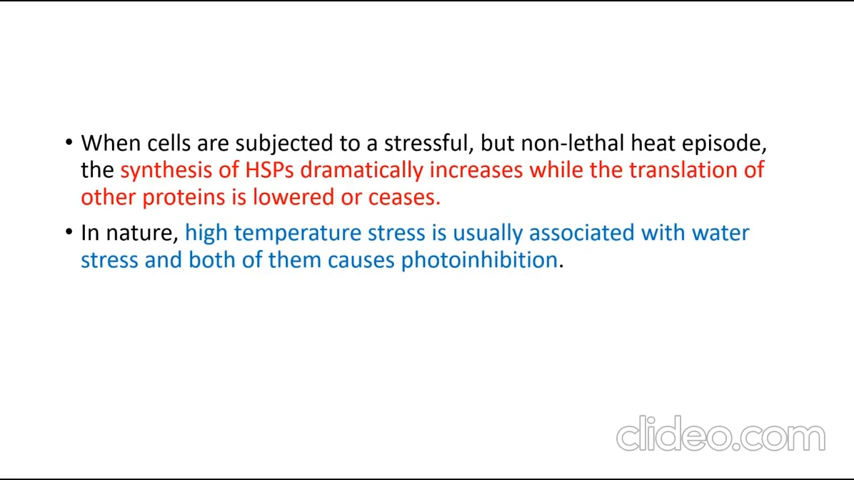 • When cells are subjected to a stressful, but non-lethal heat episode,
the synthesis of HSPs dramatically increases while the translation of
other proteins is lowered or ceases.
• In nature, high temperature stress is usually associated with water
stress and both of them causes photoinhibition.
clideo.com